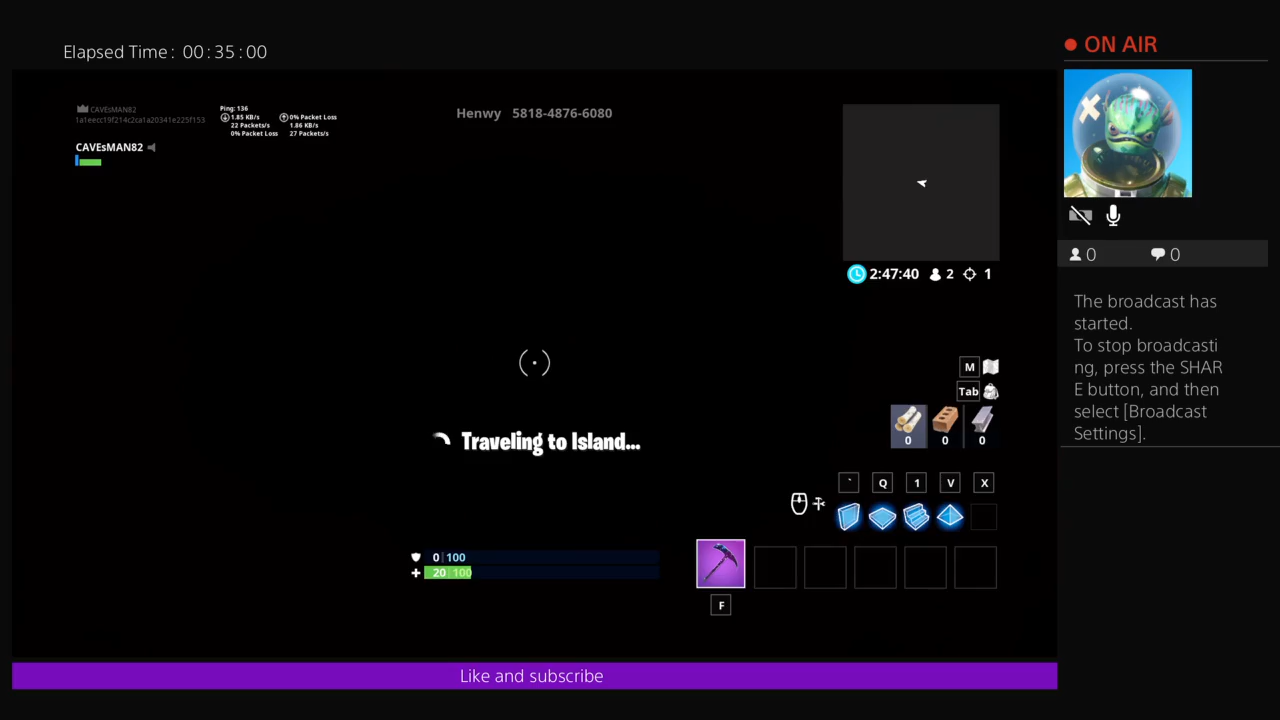 Elapsed Time: 00:35:00
ON AIR
CAVEsMAN82
1a1eecc19f214c2ca1a20341e225f153
Ping: 136
1.85 KB/s
0% Packet Loss
22 Packets/s
1.86 KB/s
0% Packet Loss
27 Packets/s
Henwy 5818-4876-6080
CAVEsMAN82
0
0
2:47:40 2 1
The broadcast has
started.
To stop broadcasti
ng, press the SHAR
E button, and then
select [Broadcast
Settings].
M
Tab
0 0 0
Traveling to Island...
` Q 1 V X
0|100
20|100
F
Like and subscribe